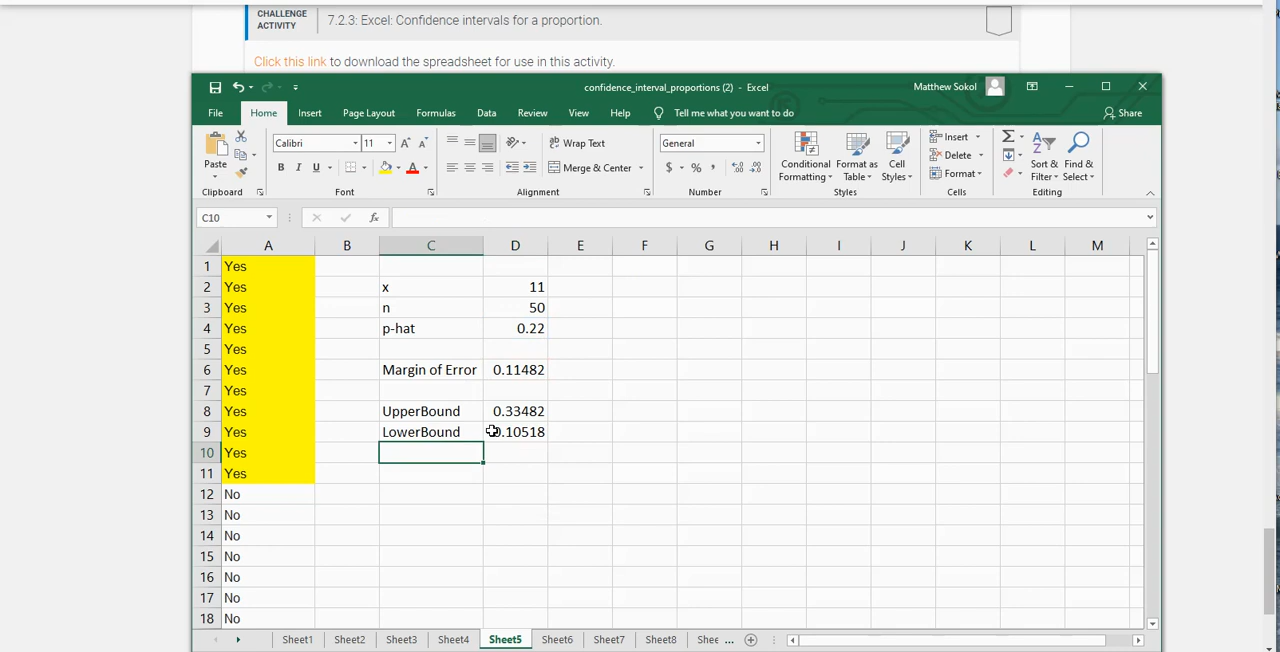 CHALLENGE ACTIVITY
7.2.3: Excel: Confidence intervals for a proportion.
Click this link to download the spreadsheet for use in this activity.
confidence_interval_proportions (2) - Excel
Matthew Sokol
File Home Insert Page Layout Formulas Data Review View Help Tell me what you want to do Share
Paste
Calibri 11
Wrap Text
General
Conditional Formatting
Format as Table
Cell Styles
Insert
B I U
Merge & Center
$ % ,
Delete
Sort & Filter
Find & Select
Format
Clipboard Font Alignment Number Styles Cells Editing
C10 fx
A B C D E F G H I J K L M
1 Yes
2 Yes x 11
3 Yes n 50
4 Yes p-hat 0.22
5 Yes
6 Yes Margin of Error 0.11482
7 Yes
8 Yes UpperBound 0.33482
9 Yes LowerBound 0.10518
10 Yes
11 Yes
12 No
13 No
14 No
15 No
16 No
17 No
18 No
Sheet1 Sheet2 Sheet3 Sheet4 Sheet5 Sheet6 Sheet7 Sheet8 Shee ...